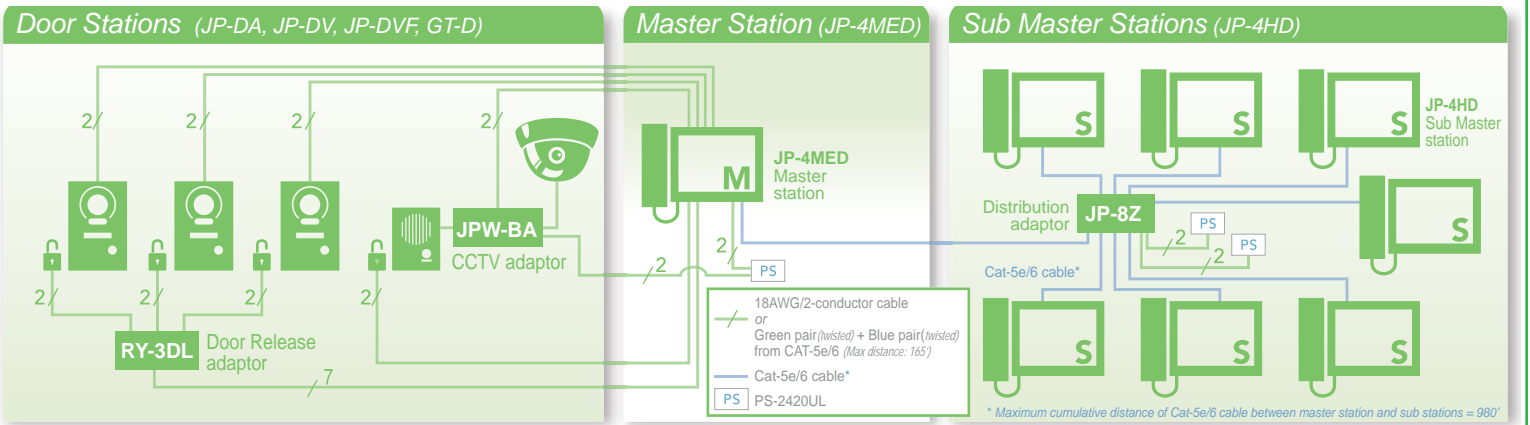 Door Stations (JP-DA, JP-DV, JP-DVF, GT-D)
2
2
2
2
JPW-BA
CCTV adaptor
2
2
2
2
2
RY-3DL
Door Release
adaptor
7
Master Station (JP-4MED)
M
JP-4MED
Master
station
2
PS
18AWG/2-conductor cable
or
Green pair(twisted) + Blue pair(twisted)
from CAT-5e/6 (Max distance: 165')
Cat-5e/6 cable*
PS PS-2420UL
Sub Master Stations (JP-4HD)
S
S
S
JP-4HD
Sub Master
station
Distribution
adaptor
JP-8Z
2
PS
2
PS
S
Cat-5e/6 cable*
S
S
S
* Maximum cumulative distance of Cat-5e/6 cable between master station and sub stations = 980'